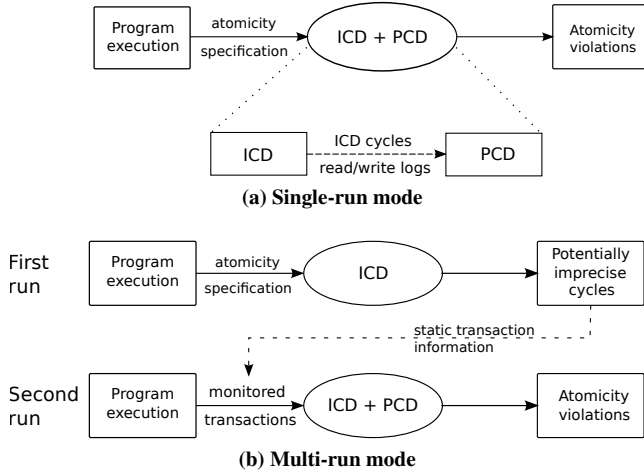 Program
execution
atomicity
specification
ICD + PCD
Atomicity
violations
ICD
ICD cycles
read/write logs
PCD
(a) Single-run mode
First
run
Program
execution
atomicity
specification
ICD
Potentially
imprecise
cycles
static transaction
information
Second
run
Program
execution
monitored
transactions
ICD + PCD
Atomicity
violations
(b) Multi-run mode